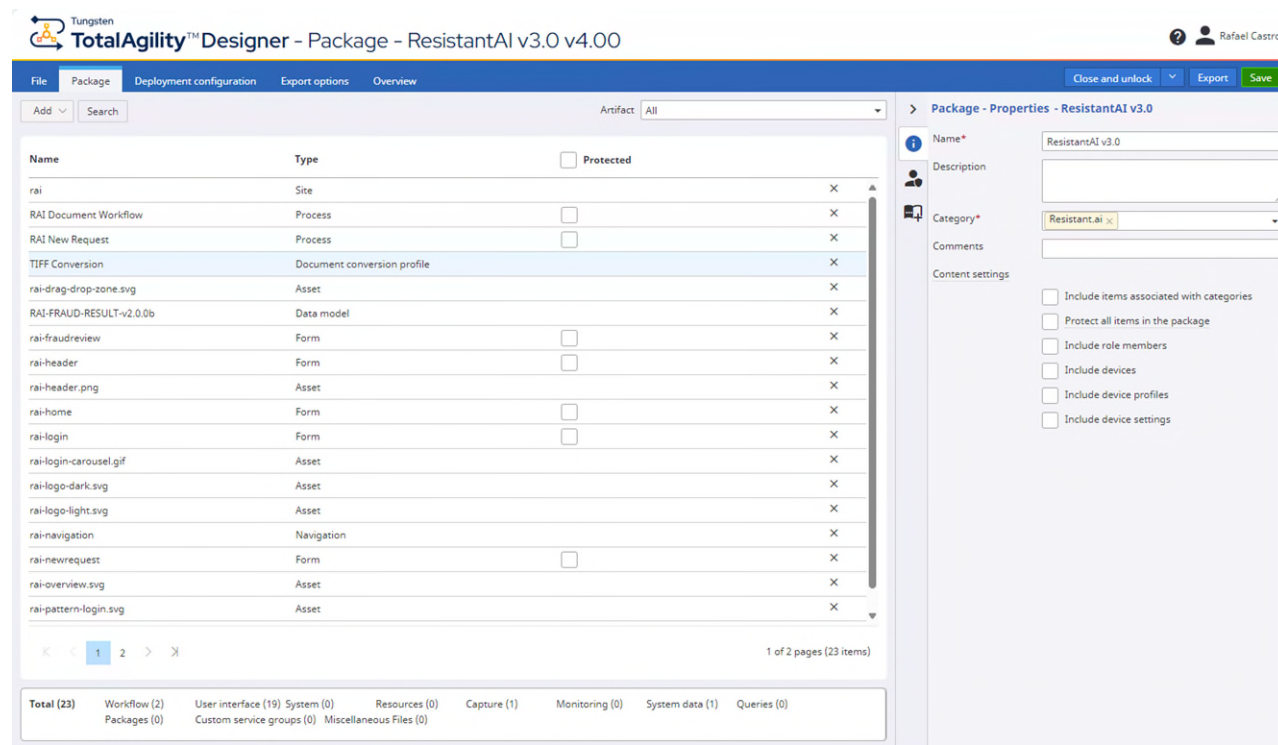 Tungsten
TotalAgility™ Designer - Package - ResistantAI v3.0 v4.00
Rafael Castro
File Package Deployment configuration Export options Overview
Close and unlock Export Save
Add Search Artifact All
Package - Properties - ResistantAI v3.0
Name Type Protected
rai Site
RAI Document Workflow Process
RAI New Request Process
TIFF Conversion Document conversion profile
rai-drag-drop-zone.svg Asset
RAI-FRAUD-RESULT-v2.0.0b Data model
rai-fraudreview Form
rai-header Form
rai-header.png Asset
rai-home Form
rai-login Form
rai-login-carousel.gif Asset
rai-logo-dark.svg Asset
rai-logo-light.svg Asset
rai-navigation Navigation
rai-newrequest Form
rai-overview.svg Asset
rai-pattern-login.svg Asset
1 2 1 of 2 pages (23 items)
Total (23) Workflow (2) User interface (19) System (0) Resources (0) Capture (1) Monitoring (0) System data (1) Queries (0)
Packages (0) Custom service groups (0) Miscellaneous Files (0)
Name* ResistantAI v3.0
Description
Category* Resistant.ai ×
Comments
Content settings
Include items associated with categories
Protect all items in the package
Include role members
Include devices
Include device profiles
Include device settings